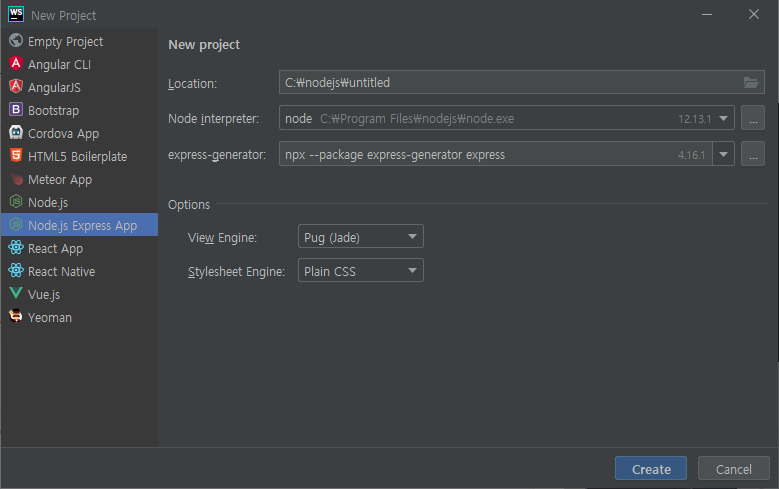 WS New Project
Empty Project
Angular CLI
AngularJS
Bootstrap
Cordova App
HTML5 Boilerplate
Meteor App
Node.js
Node.js Express App
React App
React Native
Vue.js
Yeoman
New project
Location: C:₩nodejs₩untitled
Node interpreter: node C:₩Program Files₩nodejs₩node.exe 12.13.1 ...
express-generator: npx --package express-generator express 4.16.1 ...
Options
View Engine: Pug (Jade)
Stylesheet Engine: Plain CSS
Create Cancel